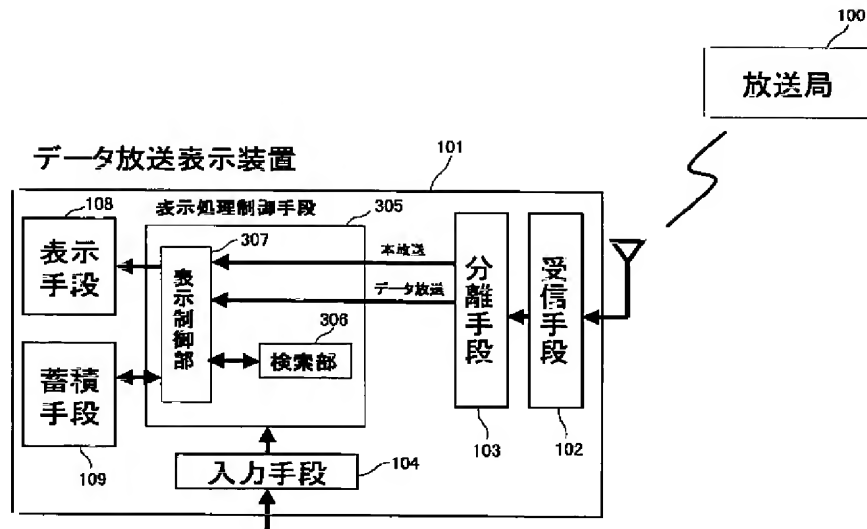 100
放送局
データ放送表示装置
101
108
表示処理制御手段
305
表示
手段
307
表示制御部
本放送
データ放送
306
検索部
分離手段
受信手段
蓄積
手段
109
入力手段
104
103
102